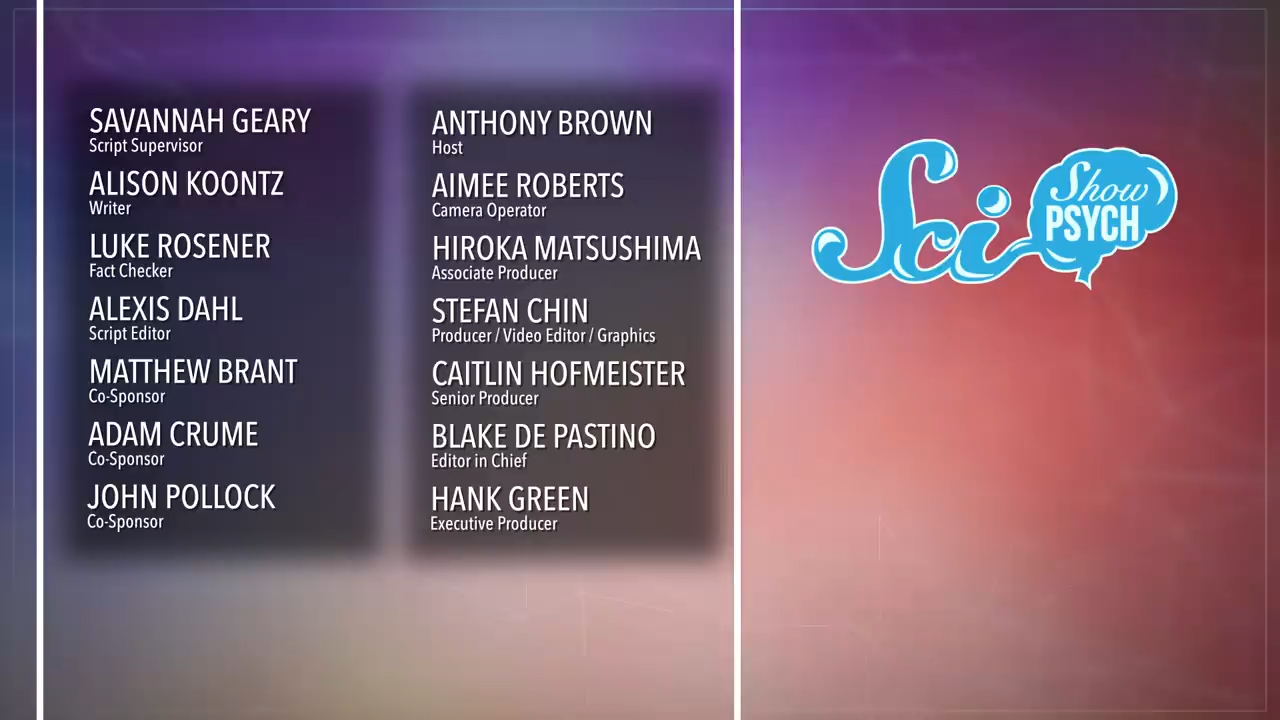 SAVANNAH GEARY
Script Supervisor
ALISON KOONTZ
Writer
LUKE ROSENER
Fact Checker
ALEXIS DAHL
Script Editor
MATTHEW BRANT
Co-Sponsor
ADAM CRUME
Co-Sponsor
JOHN POLLOCK
Co-Sponsor
ANTHONY BROWN
Host
AIMEE ROBERTS
Camera Operator
HIROKA MATSUSHIMA
Associate Producer
STEFAN CHIN
Producer / Video Editor / Graphics
CAITLIN HOFMEISTER
Senior Producer
BLAKE DE PASTINO
Editor in Chief
HANK GREEN
Executive Producer
Sci
Show
PSYCH